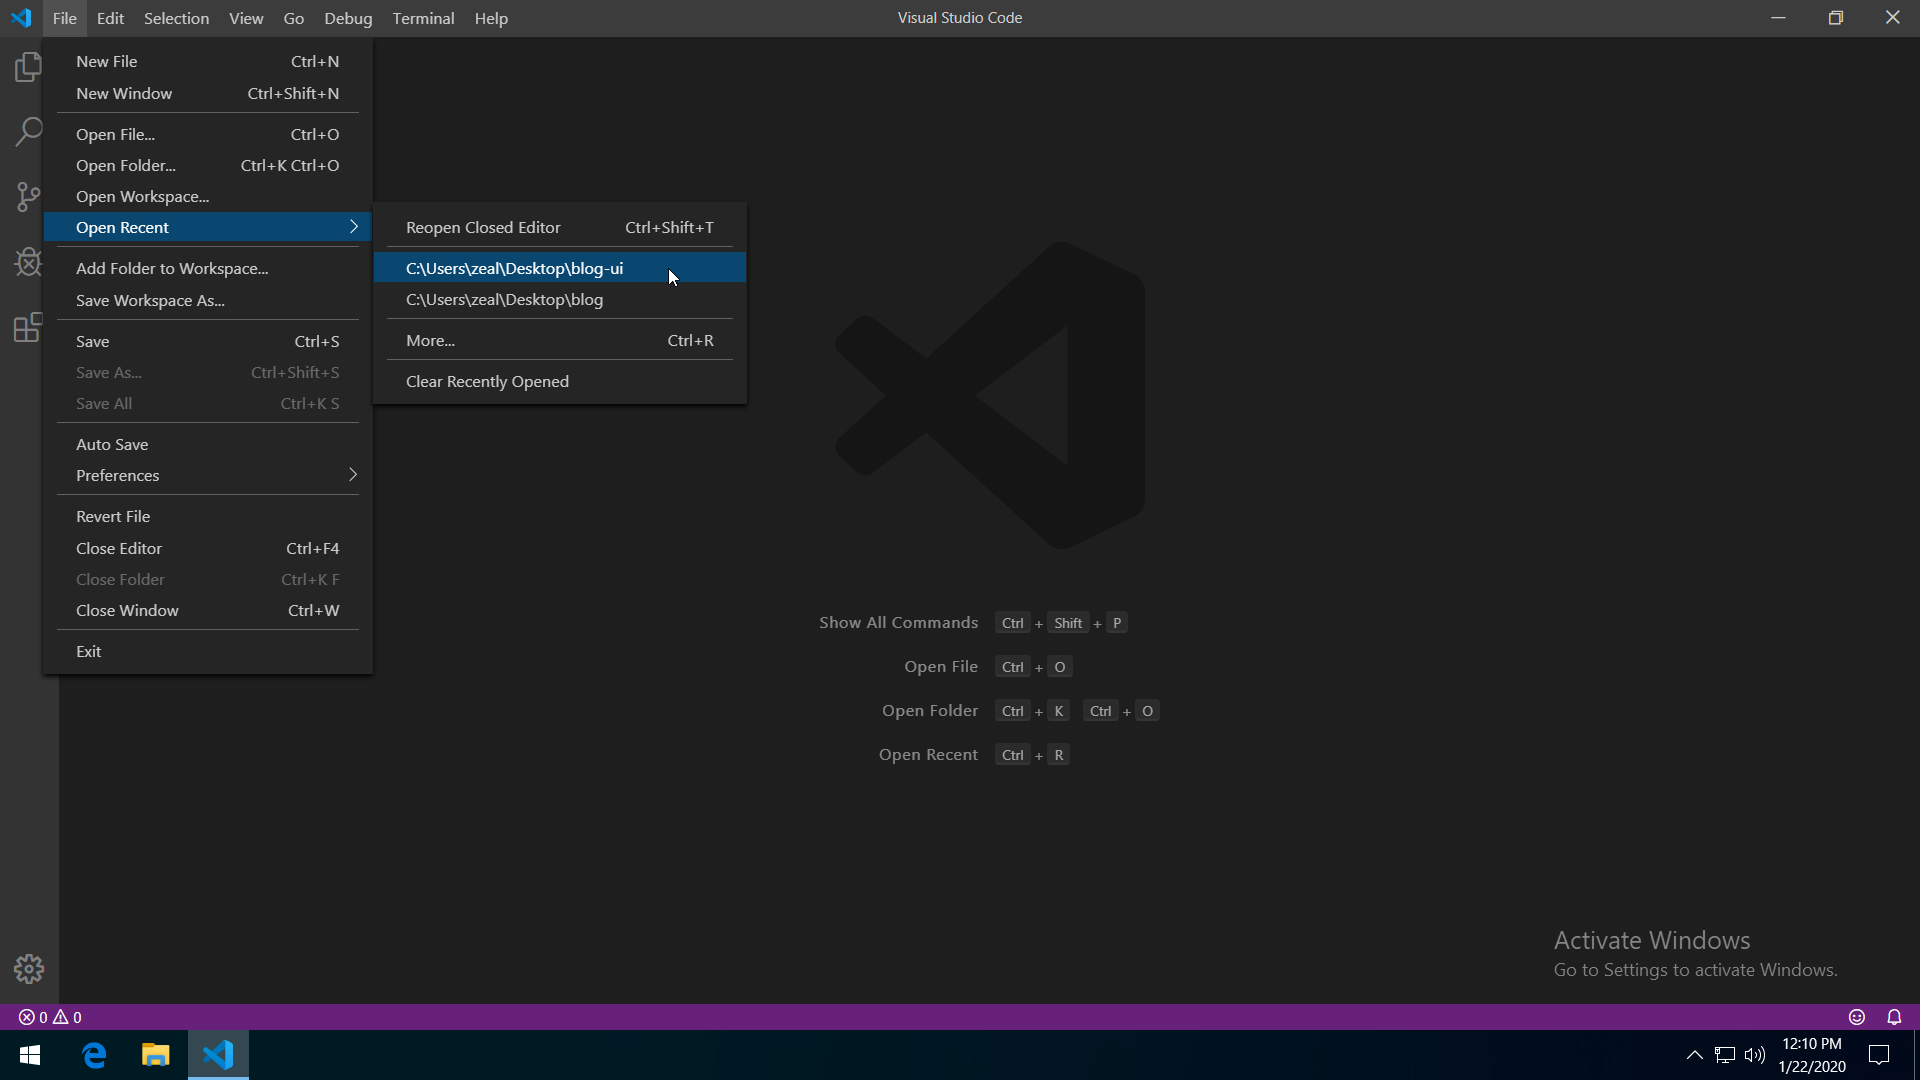 File Edit Selection View Go Debug Terminal Help
Visual Studio Code
New File Ctrl+N
New Window Ctrl+Shift+N
Open File... Ctrl+O
Open Folder... Ctrl+K Ctrl+O
Open Workspace...
Open Recent
Add Folder to Workspace...
Save Workspace As...
Save Ctrl+S
Save As... Ctrl+Shift+S
Save All Ctrl+K S
Auto Save
Preferences
Revert File
Close Editor Ctrl+F4
Close Folder Ctrl+K F
Close Window Ctrl+W
Exit
Reopen Closed Editor Ctrl+Shift+T
C:\Users\zeal\Desktop\blog-ui
C:\Users\zeal\Desktop\blog
More... Ctrl+R
Clear Recently Opened
Show All Commands Ctrl + Shift + P
Open File Ctrl + O
Open Folder Ctrl + K Ctrl + O
Open Recent Ctrl + R
Activate Windows
Go to Settings to activate Windows.
0 0
12:10 PM
1/22/2020